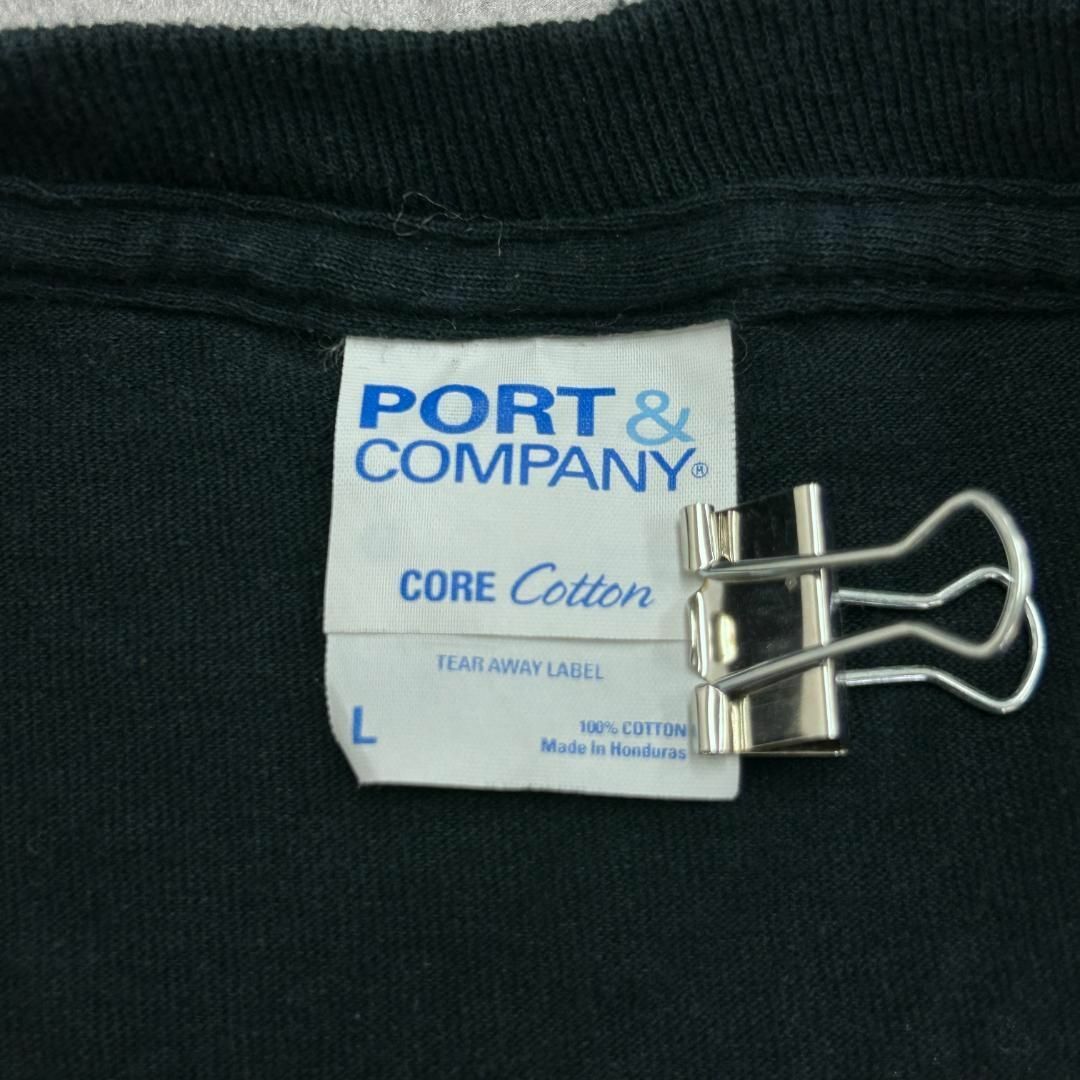 PORT &
COMPANY®
CORE Cotton
TEAR AWAY LABEL
L
100% COTTON
Made In Honduras